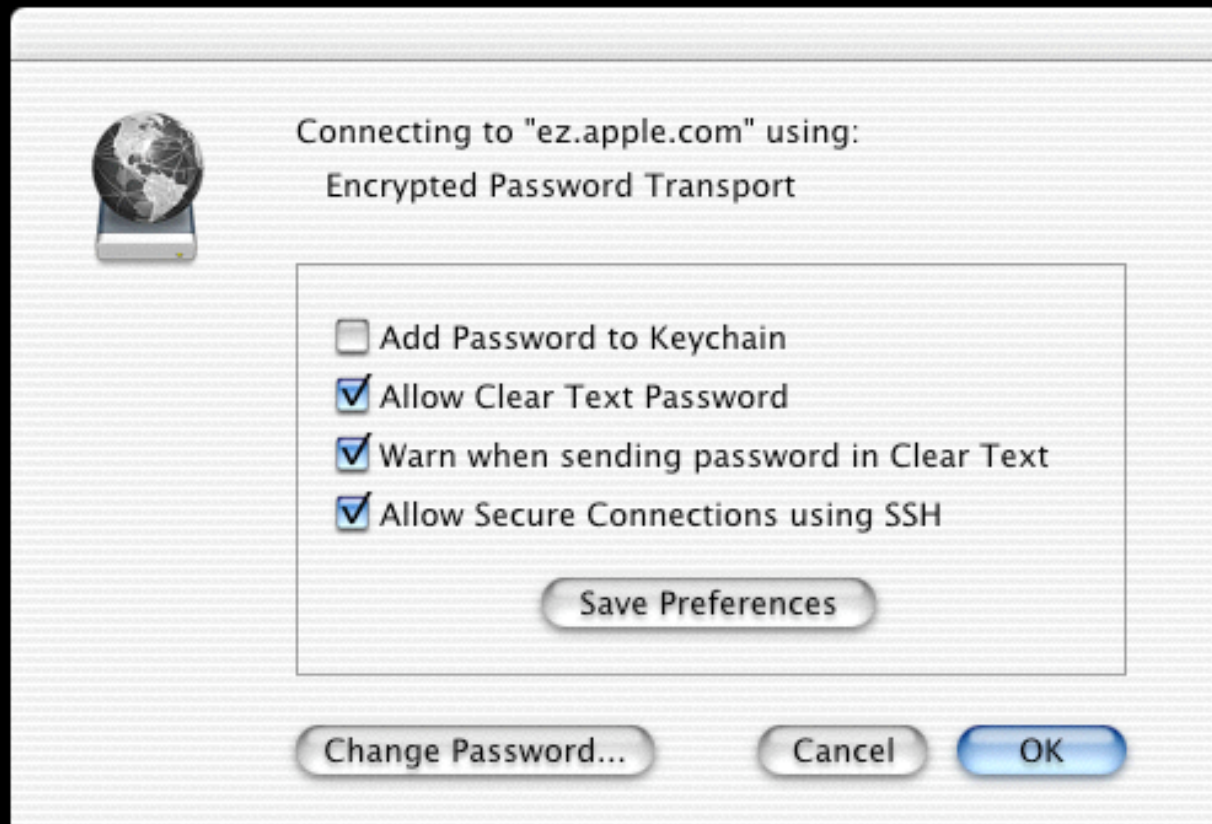 Connecting to "ez.apple.com" using:
Encrypted Password Transport
Add Password to Keychain
Allow Clear Text Password
Warn when sending password in Clear Text
Allow Secure Connections using SSH
Save Preferences
Change Password...
Cancel
OK